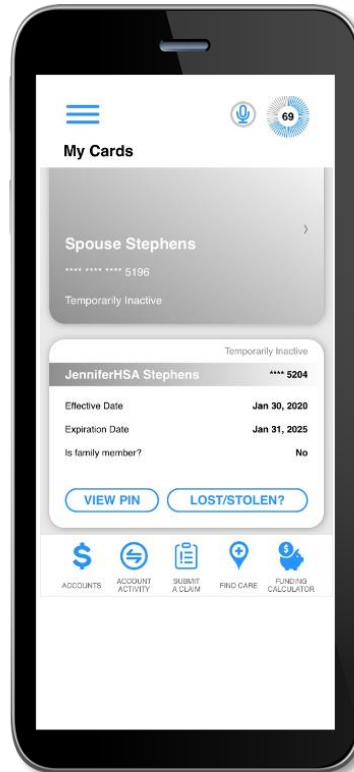 69
My Cards
Spouse Stephens
**** **** **** 5196
Temporarily Inactive
Temporarily Inactive
JenniferHSA Stephens **** 5204
Effective Date Jan 30, 2020
Expiration Date Jan 31, 2025
Is family member? No
VIEW PIN LOST/STOLEN?
ACCOUNTS ACCOUNT ACTIVITY SUBMIT A CLAIM FIND CARE FUNDING CALCULATOR